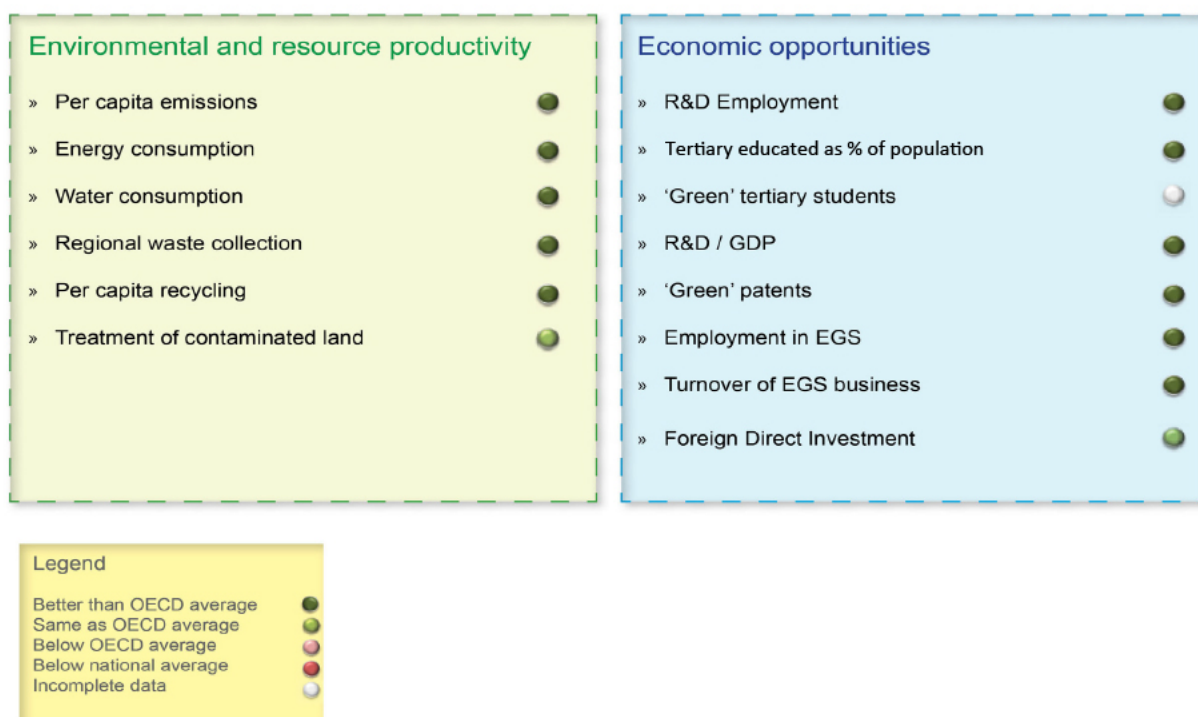 Environmental and resource productivity
» Per capita emissions
» Energy consumption
» Water consumption
» Regional waste collection
» Per capita recycling
» Treatment of contaminated land
Economic opportunities
» R&D Employment
» Tertiary educated as % of population
» ‘Green’ tertiary students
» R&D / GDP
» ‘Green’ patents
» Employment in EGS
» Turnover of EGS business
» Foreign Direct Investment
Legend
Better than OECD average
Same as OECD average
Below OECD average
Below national average
Incomplete data